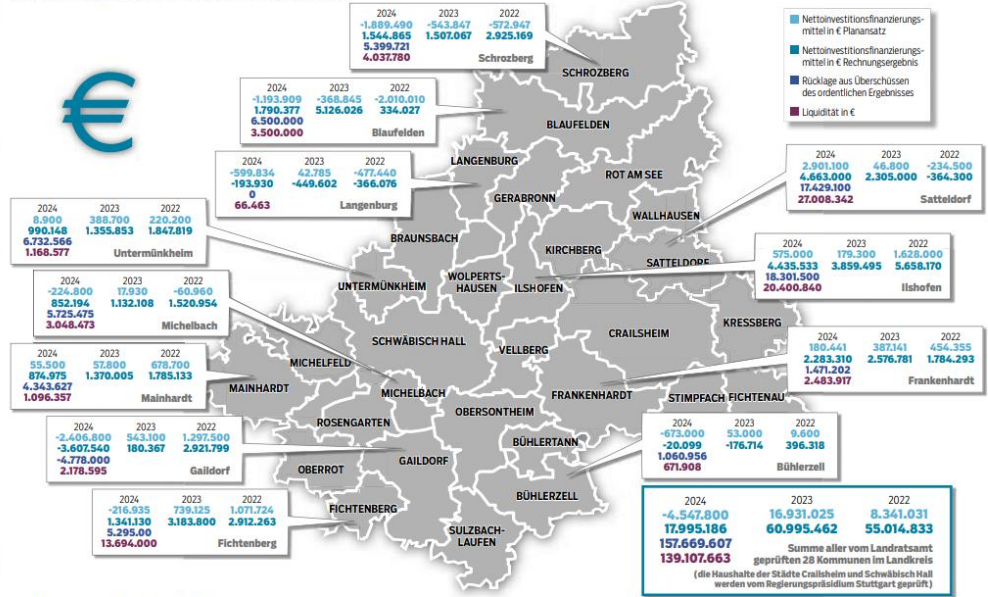 2024 2023 2022
-1.889.490 -543.847 -572.947
1.544.865 1.507.067 2.925.169
5.399.721
4.037.780 Schrozberg
Nettoinvestitionsfinanzierungs-
mittel in € Planansatz
Nettoinvestitionsfinanzierungs-
mittel in € Rechnungsergebnis
Rücklage aus Überschüssen
des ordentlichen Ergebnisses
Liquidität in €
€
2024 2023 2022
-1.193.909 -368.845 -2.010.010
1.790.377 5.126.026 334.027
6.500.000
3.500.000 Blaufelden
2024 2023 2022
-599.834 42.785 -477.440
-193.930 -449.602 -366.076
0
66.463 Langenburg
2024 2023 2022
2.901.100 46.800 -234.500
4.663.000 2.305.000 -364.300
17.429.100
27.008.342 Satteldorf
2024 2023 2022
8.900 388.700 220.200
990.148 1.355.853 1.847.819
6.732.566
1.168.577 Untermünkheim
2024 2023 2022
575.000 179.300 1.628.000
4.435.533 3.859.495 5.658.170
18.301.500
20.400.840 Ilshofen
2024 2023 2022
-224.800 17.930 -60.960
852.194 1.132.108 1.520.954
5.725.475
3.048.473 Michelbach
2024 2023 2022
180.441 387.141 454.355
2.283.310 2.576.781 1.784.293
1.471.202
2.483.917 Frankenhardt
2024 2023 2022
55.500 57.800 678.700
874.975 1.370.005 1.785.133
4.343.627
1.096.357 Mainhardt
2024 2023 2022
-2.406.800 543.100 1.297.500
-3.607.540 180.367 2.921.799
-4.778.000
2.178.595 Gaildorf
2024 2023 2022
-673.000 53.000 9.600
-20.099 -176.714 396.318
1.060.956
671.908 Bühlerzell
2024 2023 2022
-216.935 739.125 1.071.724
1.341.130 3.183.800 2.912.263
5.295.00
13.694.000 Fichtenberg
2024 2023 2022
-4.547.800 16.931.025 8.341.031
17.995.186 60.995.462 55.014.833
157.669.607
139.107.663
Summe aller vom Landratsamt
geprüften 28 Kommunen im Landkreis
(die Haushalte der Städte Crailsheim und Schwäbisch Hall
werden vom Regierungspräsidium Stuttgart geprüft)
SCHROZBERG
BLAUFELDEN
LANGENBURG
ROT AM SEE
GERABRONN
WALLHAUSEN
BRAUNSBACH
KIRCHBERG
SATTELDORF
UNTERMÜNKHEIM
WOLPERTS-
HAUSEN
ILSHOFEN
KRESSBERG
CRAILSHEIM
SCHWÄBISCH HALL
VELLBERG
MICHELFELD
MAINHARDT
MICHELBACH
FRANKENHARDT
STIMPFACH
FICHTENAU
OBERSONTHEIM
ROSENGARTEN
BÜHLERTANN
GAILDORF
OBERROT
BÜHLERZELL
FICHTENBERG
SULZBACH-
LAUFEN